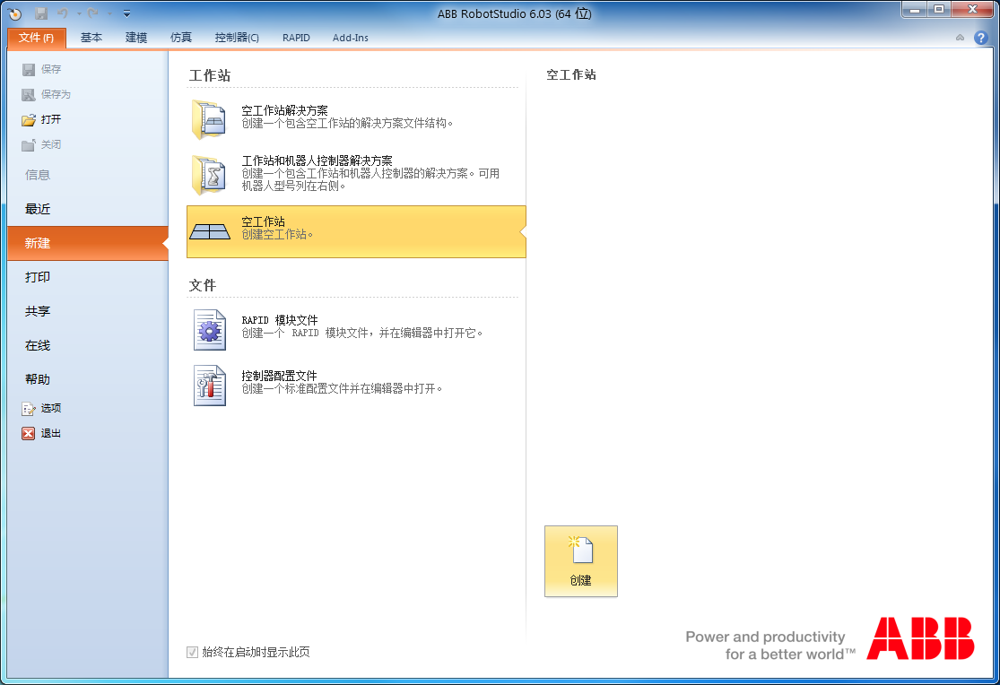 ABB RobotStudio 6.03 (64 位)
文件(F) 基本 建模 仿真 控制器(C) RAPID Add-Ins
保存
保存为
打开
关闭
信息
最近
新建
打印
共享
在线
帮助
选项
退出
工作站
空工作站解决方案
创建一个包含空工作站的解决方案文件结构。
工作站和机器人控制器解决方案
创建一个包含工作站和机器人控制器的解决方案。可用
机器人型号列在右侧。
空工作站
创建空工作站。
文件
RAPID 模块文件
创建一个 RAPID 模块文件，并在编辑器中打开它。
控制器配置文件
创建一个标准配置文件并在编辑器中打开。
始终在启动时显示此页
空工作站
创建
Power and productivity
for a better world™
ABB